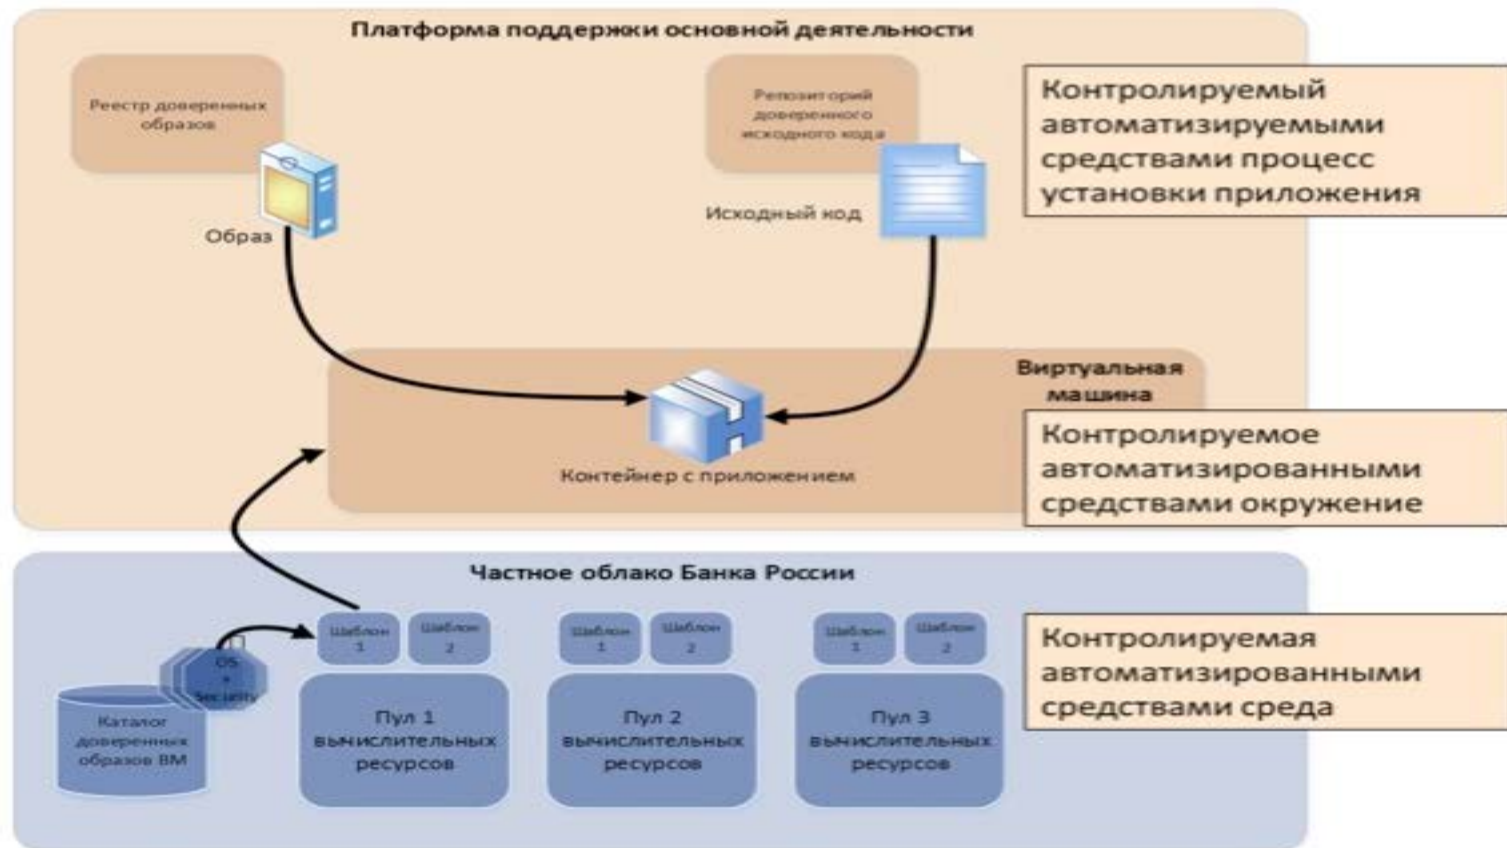 Платформа поддержки основной деятельности
Реестр доверенных
образов
Репозиторий
доверенного
исходного кода
Контролируемый
автоматизируемыми
средствами процесс
установки приложения
Образ
Исходный код
Виртуальная
машина
Контейнер с приложением
Контролируемое
автоматизированными
средствами окружение
Частное облако Банка России
Шаблон
1
Шаблон
2
Шаблон
1
Шаблон
2
Шаблон
1
Шаблон
2
OS
+
Security
Каталог
доверенных
образов ВМ
Пул 1
вычислительных
ресурсов
Пул 2
вычислительных
ресурсов
Пул 3
вычислительных
ресурсов
Контролируемая
автоматизированными
средствами среда